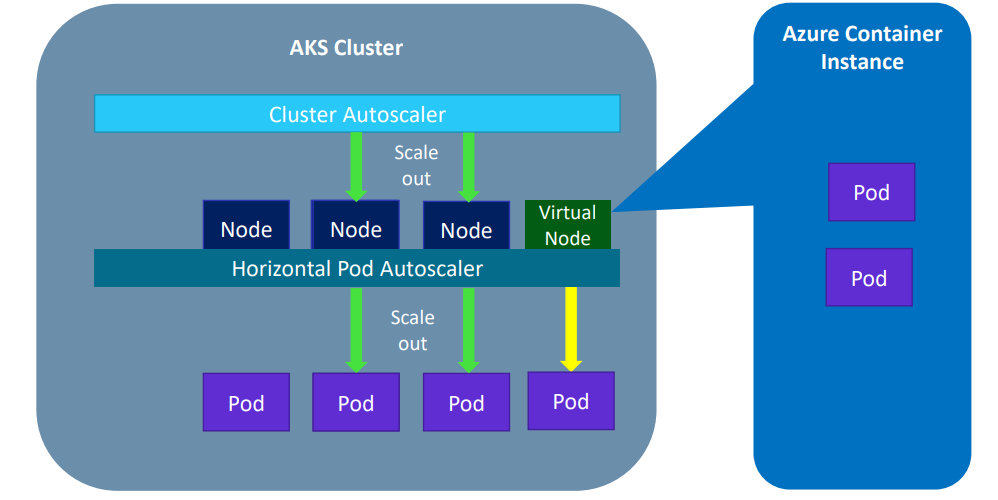 AKS Cluster
Cluster Autoscaler
Scale
out
Node
Node
Node
Virtual
Node
Horizontal Pod Autoscaler
Scale
out
Pod
Pod
Pod
Pod
Azure Container
Instance
Pod
Pod